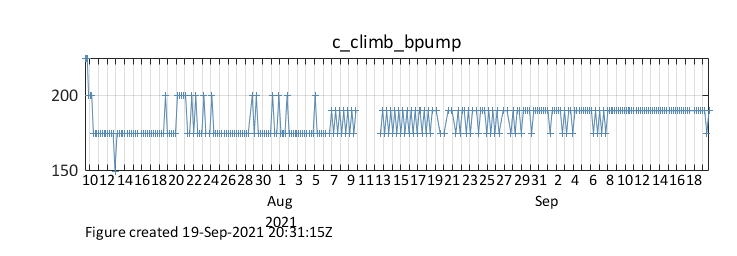 c_climb_bpump
200
150
10 12 14 16 18 20 22 24 26 28 30 1 3 5 7 9 11 13 15 17 19 21 23 25 27 29 31 2 4 6 8 10 12 14 16 18
Aug Sep
2021
Figure created 19-Sep-2021 20:31:15Z